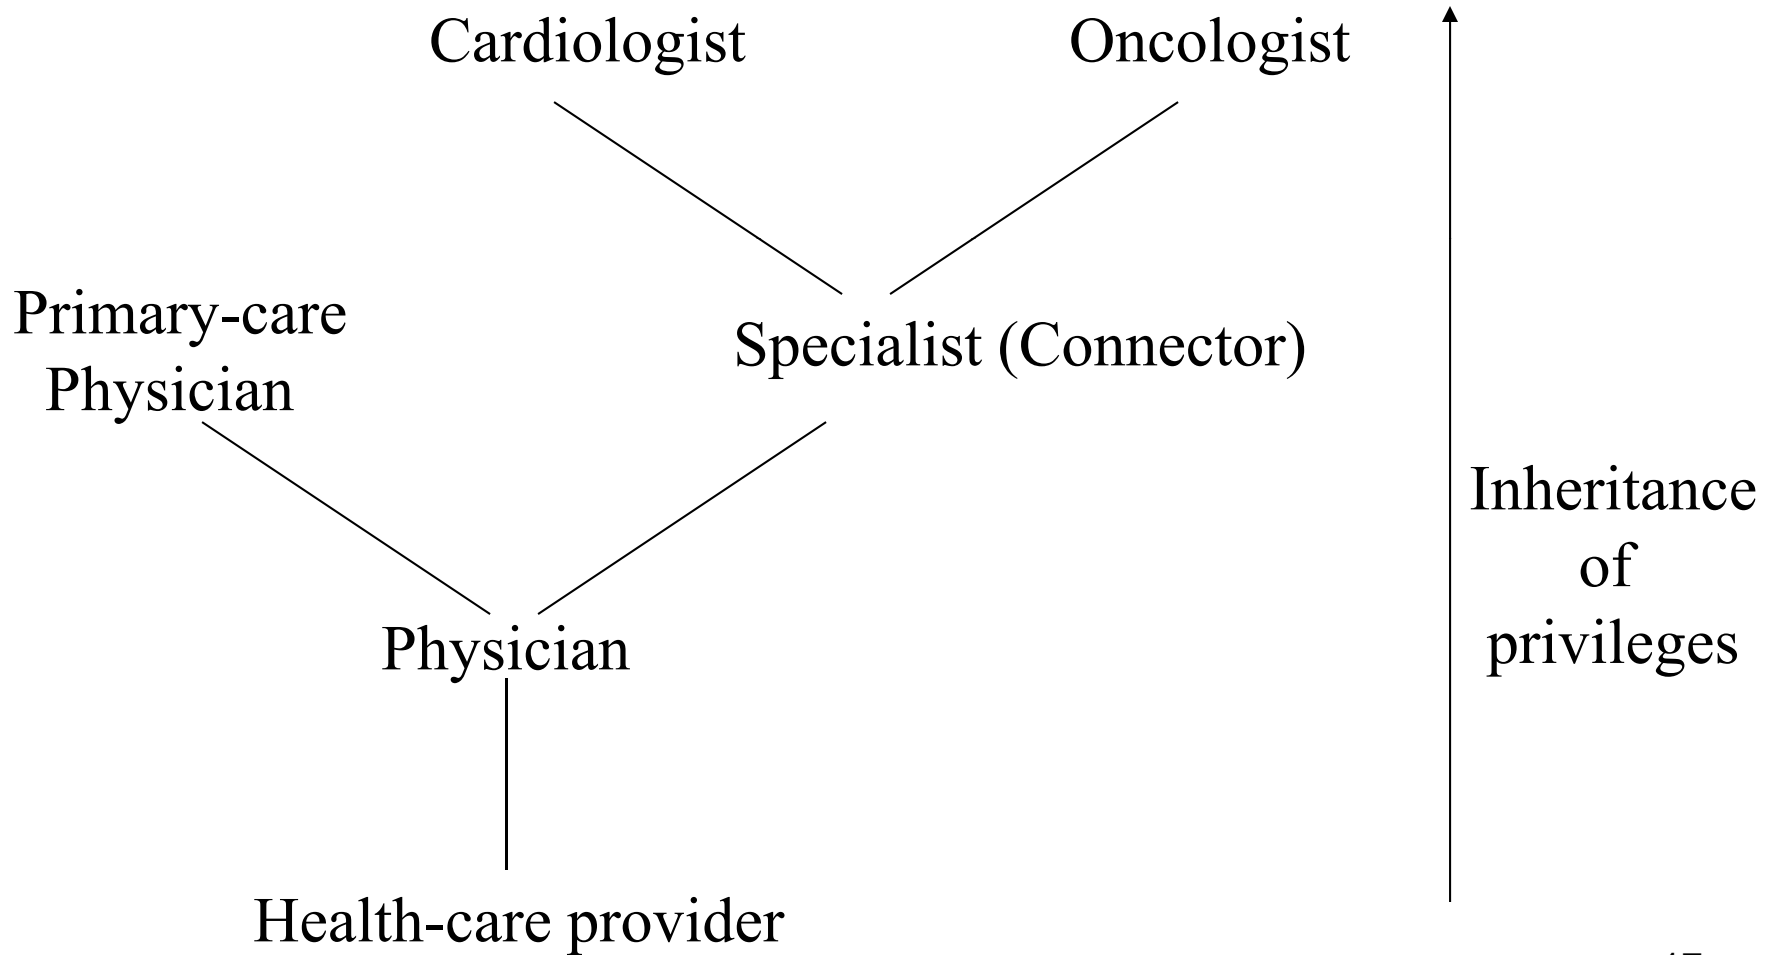 Cardiologist
Oncologist
Primary-care
Physician
Specialist (Connector)
Inheritance
of
privileges
Physician
Health-care provider